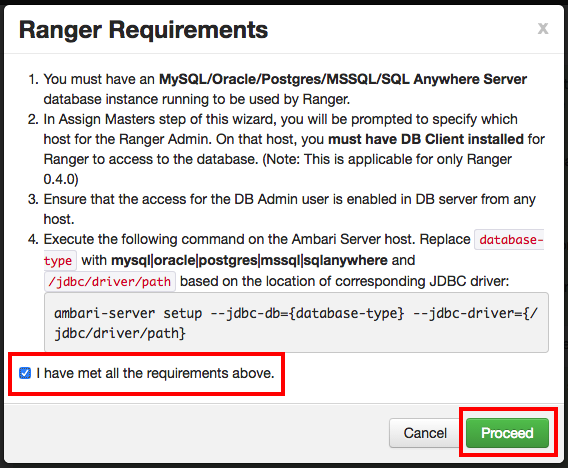 Ranger Requirements
x
1. You must have an MySQL/Oracle/Postgres/MSSQL/SQL Anywhere Server
database instance running to be used by Ranger.
2. In Assign Masters step of this wizard, you will be prompted to specify which
host for the Ranger Admin. On that host, you must have DB Client installed for
Ranger to access to the database. (Note: This is applicable for only Ranger
0.4.0)
3. Ensure that the access for the DB Admin user is enabled in DB server from any
host.
4. Execute the following command on the Ambari Server host. Replace database-
type with mysql|oracle|postgres|mssql|sqlanywhere and
/jdbc/driver/path based on the location of corresponding JDBC driver:
ambari-server setup --jdbc-db={database-type} --jdbc-driver={/
jdbc/driver/path}
I have met all the requirements above.
Cancel
Proceed